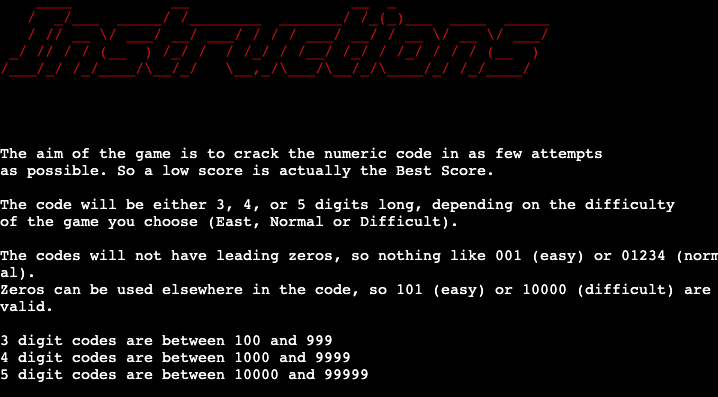 Instructions
The aim of the game is to crack the numeric code in as few attempts
as possible. So a low score is actually the Best Score.
The code will be either 3, 4, or 5 digits long, depending on the difficulty
of the game you choose (East, Normal or Difficult).
The codes will not have leading zeros, so nothing like 001 (easy) or 01234 (norm
al).
Zeros can be used elsewhere in the code, so 101 (easy) or 10000 (difficult) are
valid.
3 digit codes are between 100 and 999
4 digit codes are between 1000 and 9999
5 digit codes are between 10000 and 99999